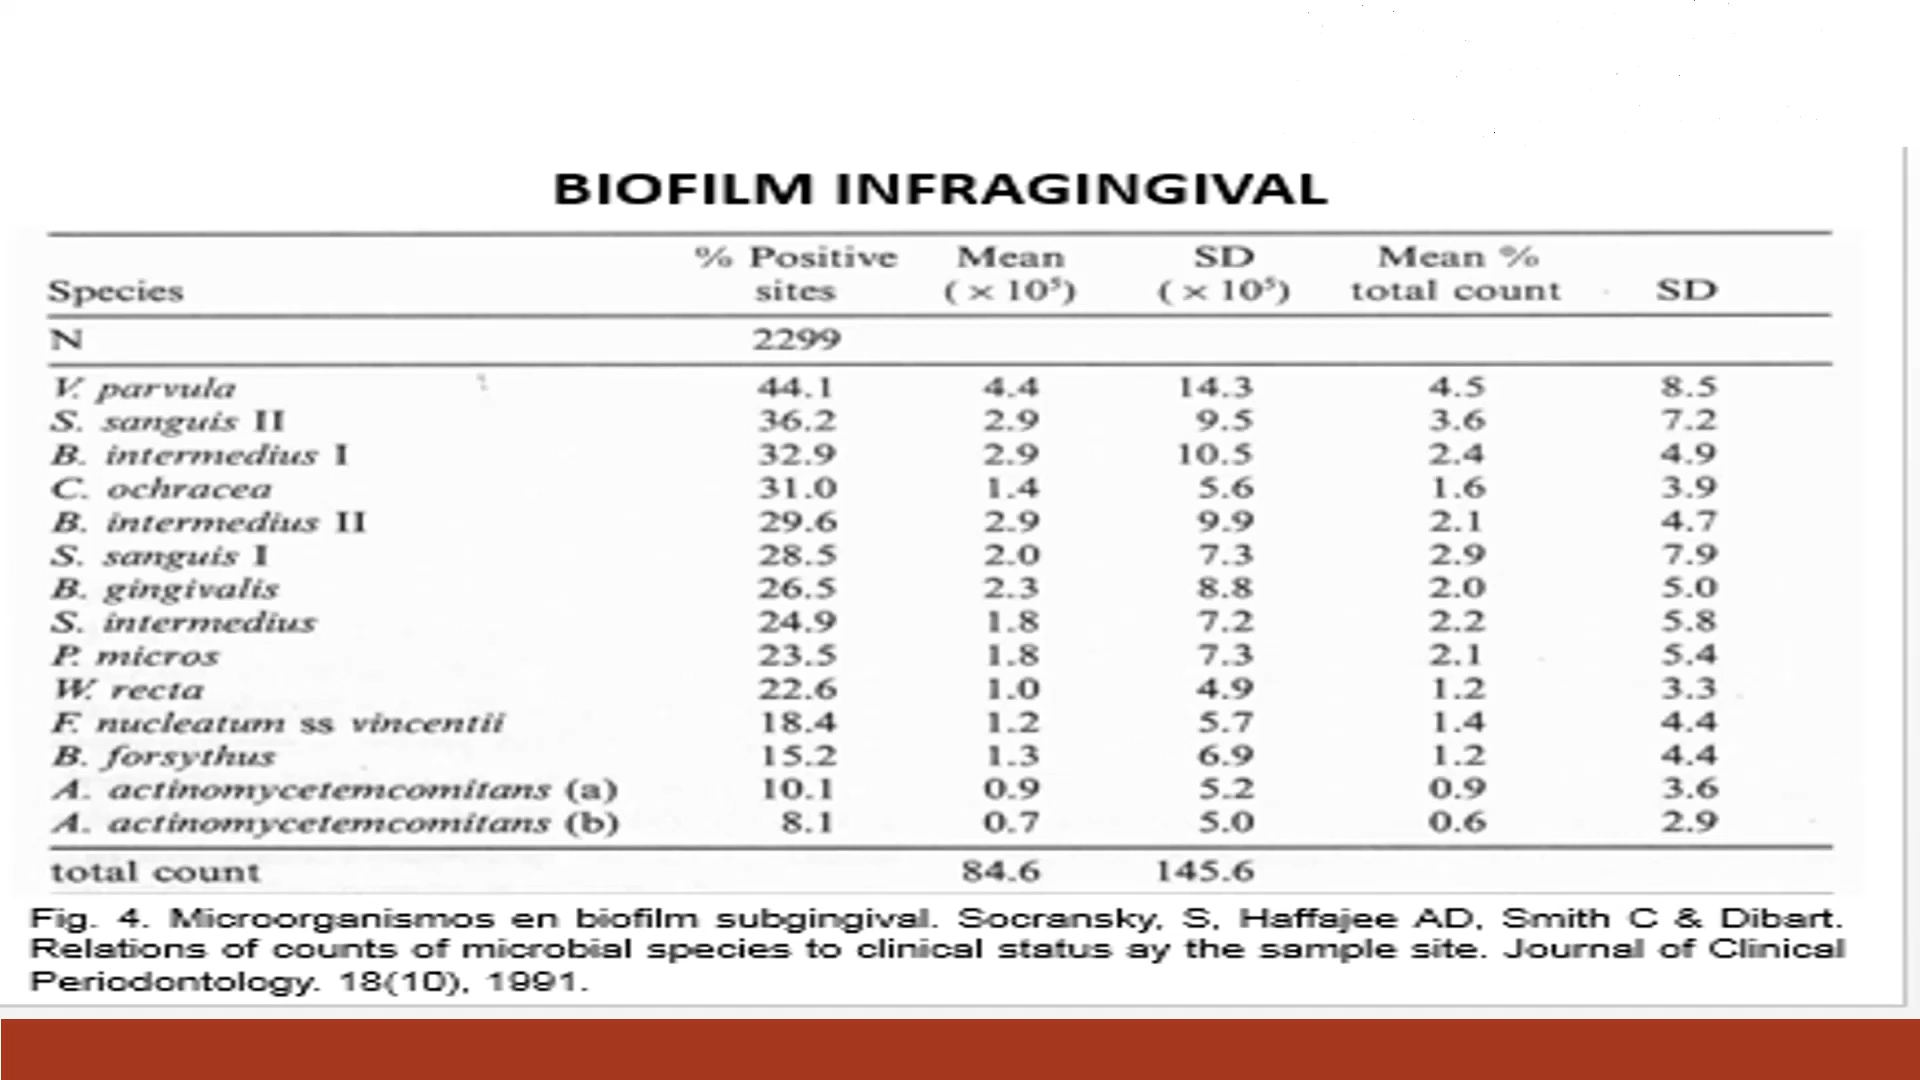 BIOFILM INFRAGINGIVAL
Species % Positive sites Mean (× 10⁵) SD (× 10⁵) Mean % total count SD
N 2299
V. parvula 44.1 4.4 14.3 4.5 8.5
S. sanguis II 36.2 2.9 9.5 3.6 7.2
B. intermedius I 32.9 2.9 10.5 2.4 4.9
C. ochracea 31.0 1.4 5.6 1.6 3.9
B. intermedius II 29.6 2.9 9.9 2.1 4.7
S. sanguis I 28.5 2.0 7.3 2.9 7.9
B. gingivalis 26.5 2.3 8.8 2.0 5.0
S. intermedius 24.9 1.8 7.2 2.2 5.8
P. micros 23.5 1.8 7.3 2.1 5.4
W. recta 22.6 1.0 4.9 1.2 3.3
F. nucleatum ss vincentii 18.4 1.2 5.7 1.4 4.4
B. forsythus 15.2 1.3 6.9 1.2 4.4
A. actinomycetemcomitans (a) 10.1 0.9 5.2 0.9 3.6
A. actinomycetemcomitans (b) 8.1 0.7 5.0 0.6 2.9
total count 84.6 145.6
Fig. 4. Microorganismos en biofilm subgingival. Socransky, S, Haffajee AD, Smith C & Dibart.
Relations of counts of microbial species to clinical status ay the sample site. Journal of Clinical
Periodontology. 18(10), 1991.